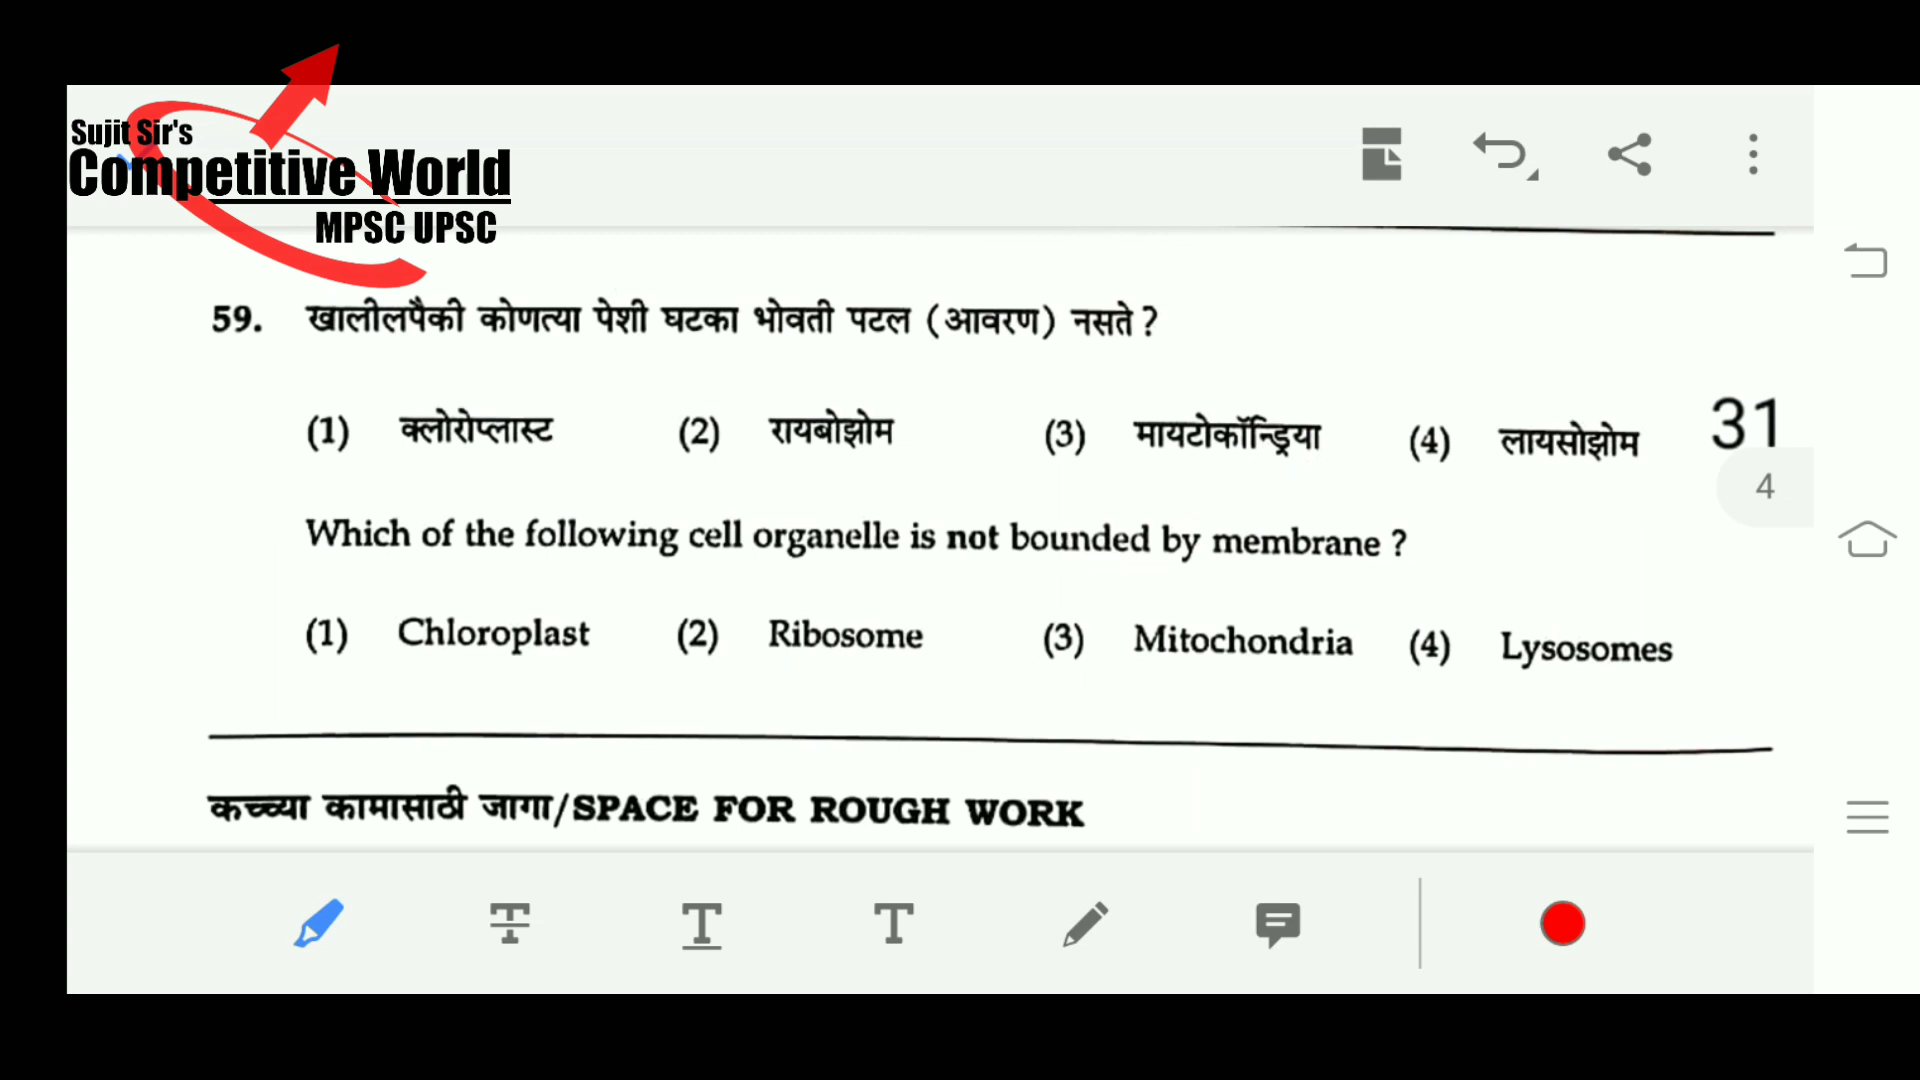 Sujit Sir's
Competitive World
MPSC UPSC
59. खालीलपैकी कोणत्या पेशी घटका भोवती पटल (आवरण) नसते ?
(1) क्लोरोप्लास्ट (2) रायबोझोम (3) मायटोकॉन्ड्रिया (4) लायसोझोम 31
4
Which of the following cell organelle is not bounded by membrane ?
(1) Chloroplast (2) Ribosome (3) Mitochondria (4) Lysosomes
कच्च्या कामासाठी जागा/SPACE FOR ROUGH WORK